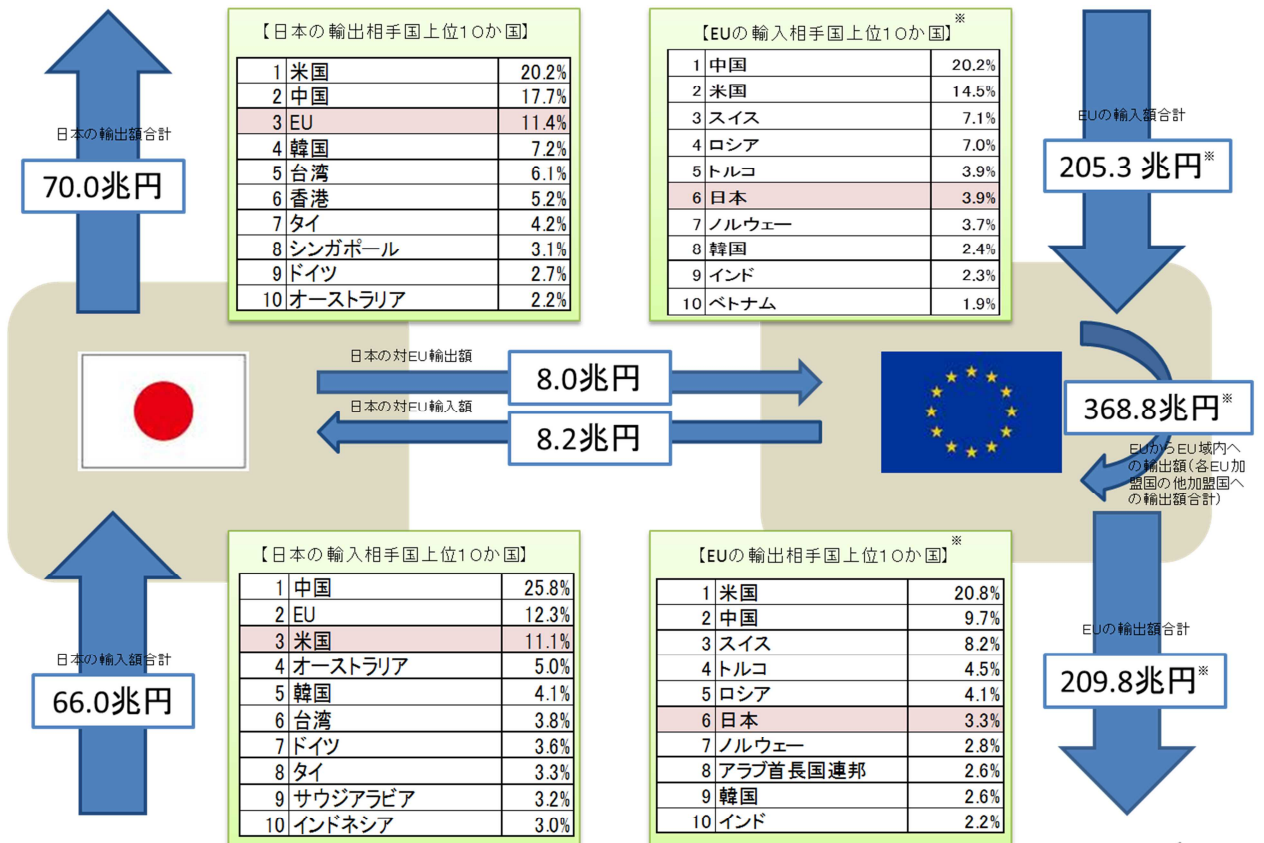 【日本の輸出相手国上位10か国】
1 米国 20.2%
2 中国 17.7%
3 EU 11.4%
4 韓国 7.2%
5 台湾 6.1%
6 香港 5.2%
7 タイ 4.2%
8 シンガポール 3.1%
9 ドイツ 2.7%
10 オーストラリア 2.2%
【EUの輸入相手国上位10か国】※
1 中国 20.2%
2 米国 14.5%
3 スイス 7.1%
4 ロシア 7.0%
5 トルコ 3.9%
6 日本 3.9%
7 ノルウェー 3.7%
8 韓国 2.4%
9 インド 2.3%
10 ベトナム 1.9%
日本の輸出額合計
70.0兆円
EUの輸入額合計
205.3 兆円※
日本の対EU輸出額
8.0兆円
日本の対EU輸入額
8.2兆円
368.8兆円※
EUからEU域内へ
の輸出額(各EU加
盟国の他加盟国へ
の輸出額合計)
【日本の輸入相手国上位10か国】
1 中国 25.8%
2 EU 12.3%
3 米国 11.1%
4 オーストラリア 5.0%
5 韓国 4.1%
6 台湾 3.8%
7 ドイツ 3.6%
8 タイ 3.3%
9 サウジアラビア 3.2%
10 インドネシア 3.0%
【EUの輸出相手国上位10か国】※
1 米国 20.8%
2 中国 9.7%
3 スイス 8.2%
4 トルコ 4.5%
5 ロシア 4.1%
6 日本 3.3%
7 ノルウェー 2.8%
8 アラブ首長国連邦 2.6%
9 韓国 2.6%
10 インド 2.2%
日本の輸入額合計
66.0兆円
EUの輸出額合計
209.8兆円※